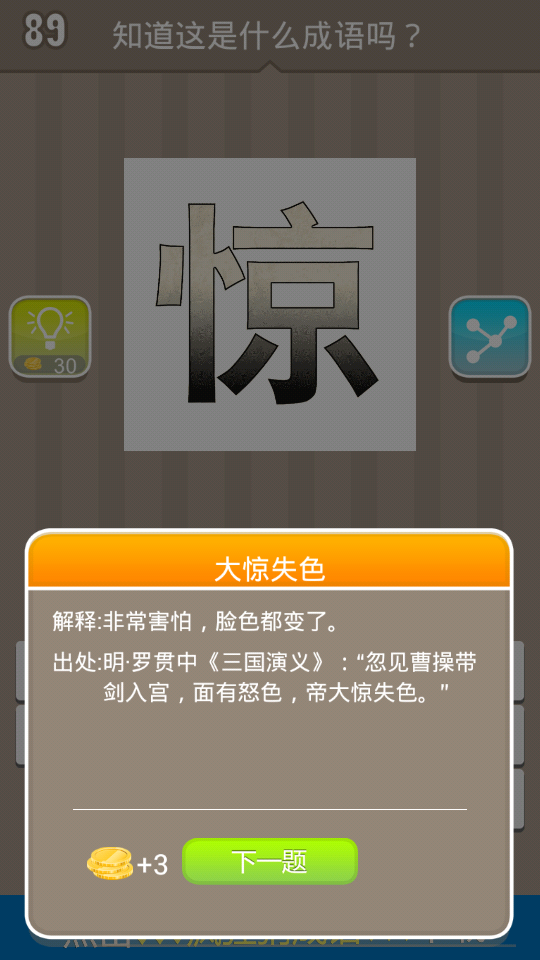 89
知道这是什么成语吗？
惊
30
大惊失色
解释:非常害怕，脸色都变了。
出处:明·罗贯中《三国演义》：“忽见曹操带
剑入宫，面有怒色，帝大惊失色。”
+3
下一题